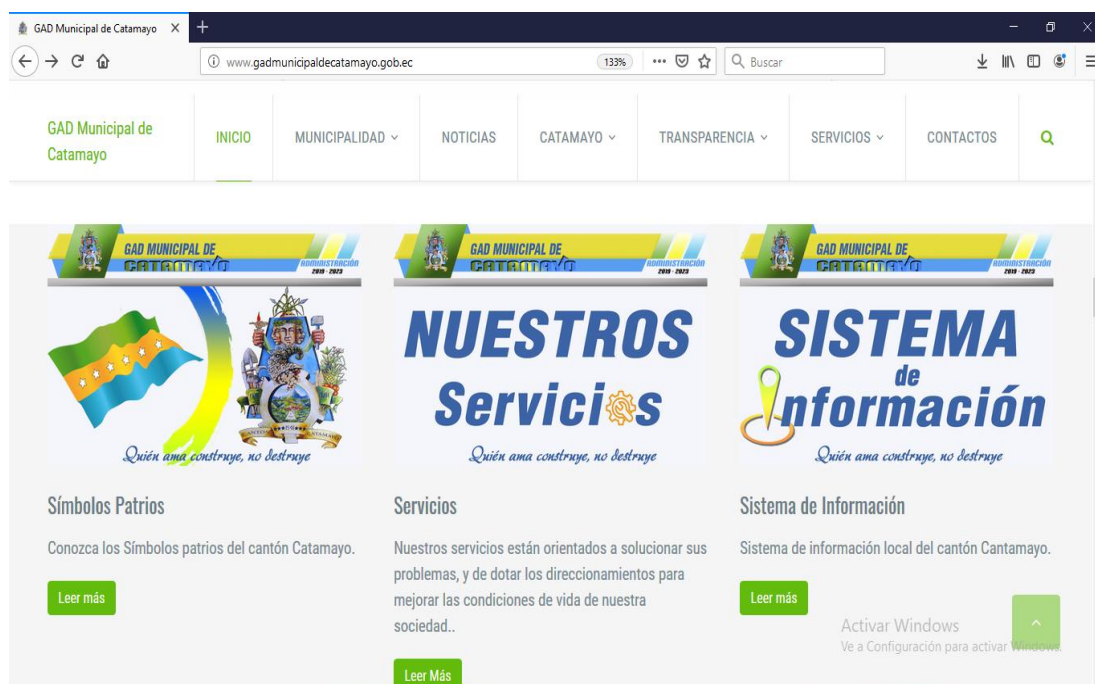 GAD Municipal de Catamayo
www.gadmunicipaldecatamayo.gob.ec
133%
Buscar
GAD Municipal de
Catamayo
INICIO
MUNICIPALIDAD
NOTICIAS
CATAMAYO
TRANSPARENCIA
SERVICIOS
CONTACTOS
GAD MUNICIPAL DE
CATAMAYO
ADMINISTRACIÓN
2019 - 2023
Quién ama construye, no destruye
Símbolos Patrios
Conozca los Símbolos patrios del cantón Catamayo.
Leer más
GAD MUNICIPAL DE
CATAMAYO
ADMINISTRACIÓN
2019 - 2023
NUESTROS
Servicios
Quién ama construye, no destruye
Servicios
Nuestros servicios están orientados a solucionar sus
problemas, y de dotar los direccionamientos para
mejorar las condiciones de vida de nuestra
sociedad..
Leer Más
GAD MUNICIPAL DE
CATAMAYO
ADMINISTRACIÓN
2019 - 2023
SISTEMA
de
Información
Quién ama construye, no destruye
Sistema de Información
Sistema de información local del cantón Cantamayo.
Leer más
Activar Windows
Ve a Configuración para activar Windows.